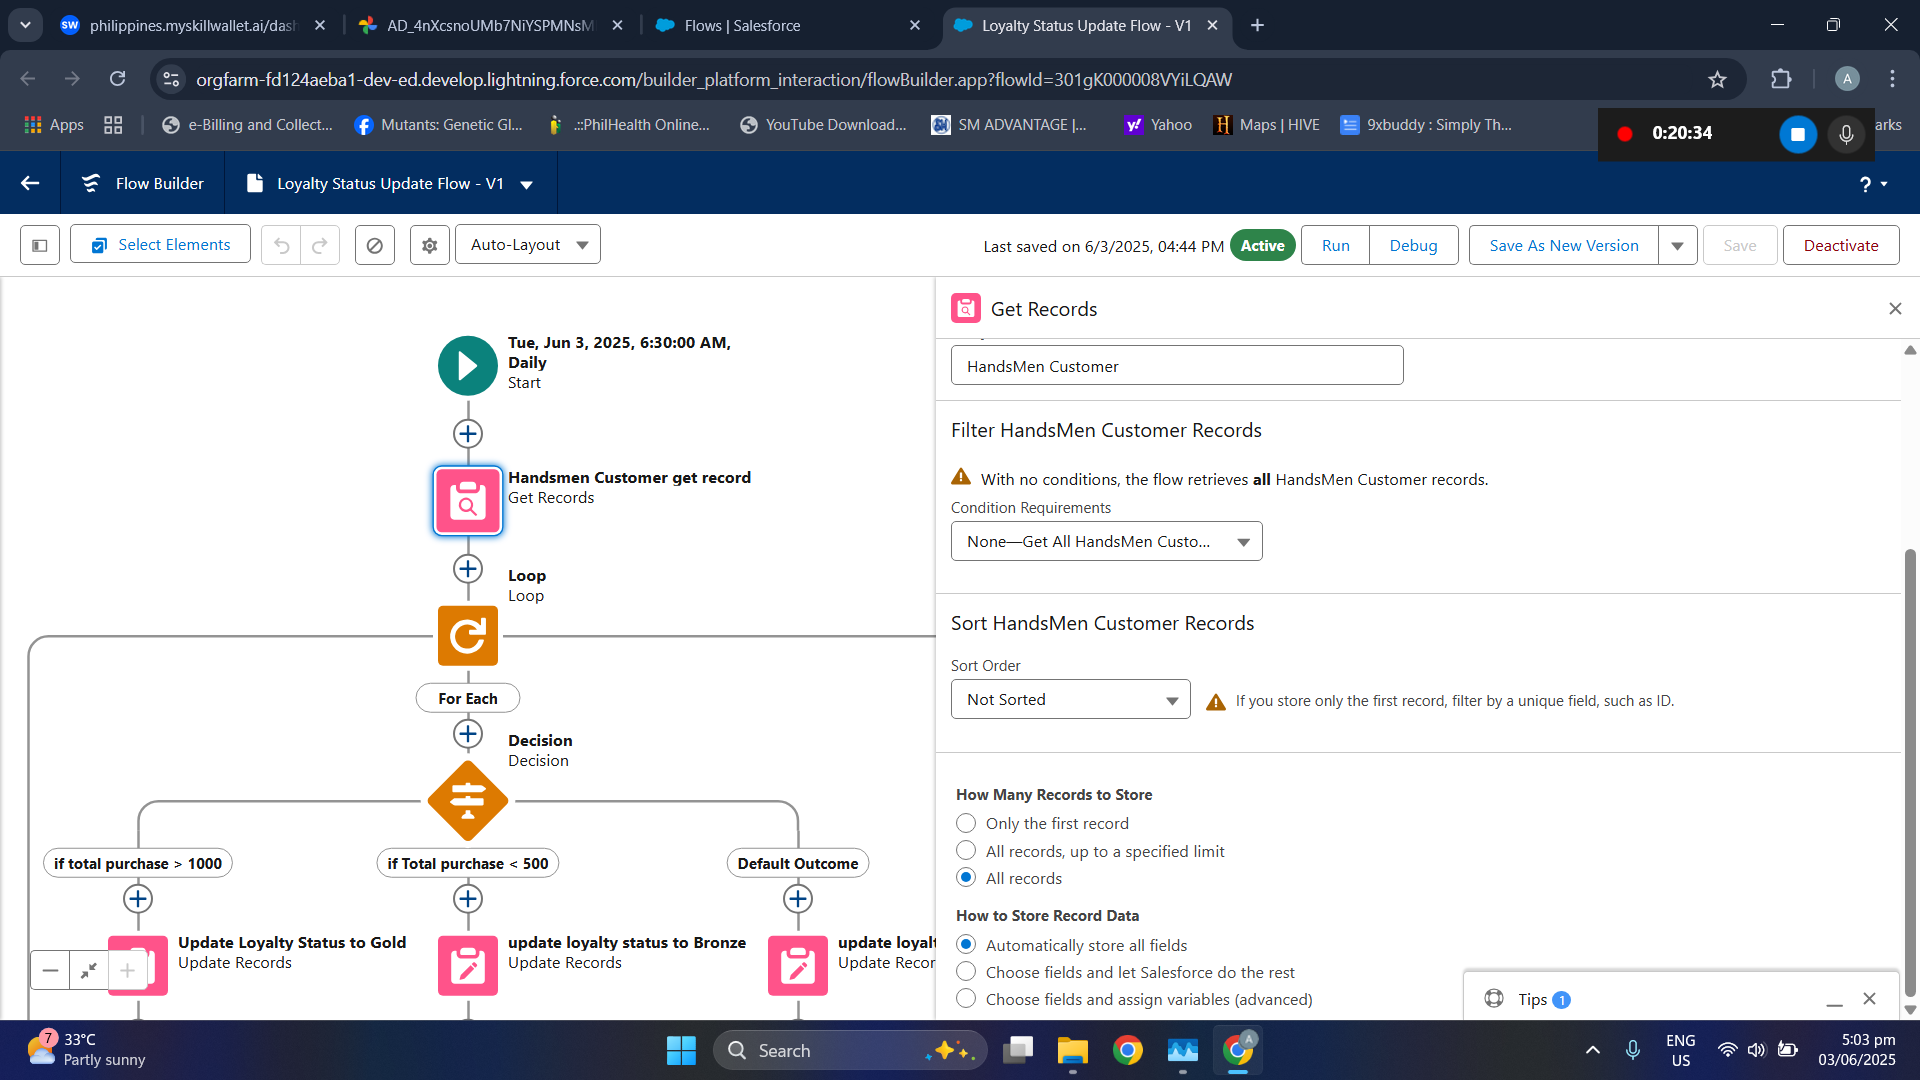 philippines.myskillwallet.ai/dash
AD_4nXcsnoUMb7NiYSPMNsM
Flows | Salesforce
Loyalty Status Update Flow - V1
orgfarm-fd124aeba1-dev-ed.develop.lightning.force.com/builder_platform_interaction/flowBuilder.app?flowId=301gK000008VYiLQAW
A
Apps
e-Billing and Collect...
Mutants: Genetic Gl...
.::PhilHealth Online...
YouTube Download...
SM ADVANTAGE |...
Yahoo
Maps | HIVE
9xbuddy : Simply Th...
arks
0:20:34
Flow Builder
Loyalty Status Update Flow - V1
?
Select Elements
Auto-Layout
Last saved on 6/3/2025, 04:44 PM
Active
Run
Debug
Save As New Version
Save
Deactivate
Tue, Jun 3, 2025, 6:30:00 AM,
Daily
Start
Handsmen Customer get record
Get Records
Loop
Loop
For Each
Decision
Decision
if total purchase > 1000
if Total purchase < 500
Default Outcome
Update Loyalty Status to Gold
Update Records
update loyalty status to Bronze
Update Records
update loyalt
Update Recor
Get Records
HandsMen Customer
Filter HandsMen Customer Records
With no conditions, the flow retrieves all HandsMen Customer records.
Condition Requirements
None—Get All HandsMen Custo...
Sort HandsMen Customer Records
Sort Order
Not Sorted
If you store only the first record, filter by a unique field, such as ID.
How Many Records to Store
Only the first record
All records, up to a specified limit
All records
How to Store Record Data
Automatically store all fields
Choose fields and let Salesforce do the rest
Choose fields and assign variables (advanced)
Tips 1
7
33°C
Partly sunny
Search
A
ENG
US
5:03 pm
03/06/2025